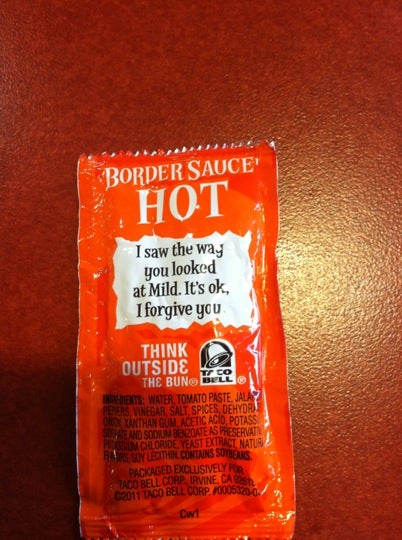 BORDER SAUCE
HOT
I saw the way
you looked
at Mild. It's ok,
I forgive you.
THINK
OUTSIDE
THE BUN®
TACO
BELL ®
INGREDIENTS: WATER, TOMATO PASTE,
PEPPERS, VINEGAR, SALT, SPICES,
ONION, XANTHAN GUM, ACETIC ACID,
AND SODIUM BENZOATE AS
POTASSIUM CHLORIDE, YEAST EXTRACT,
SOY LECITHIN. CONTAINS SOYBEANS.
PACKAGED EXCLUSIVELY FOR
TACO BELL CORP., IRVINE, CA
©2011 TACO BELL CORP.
Cw1